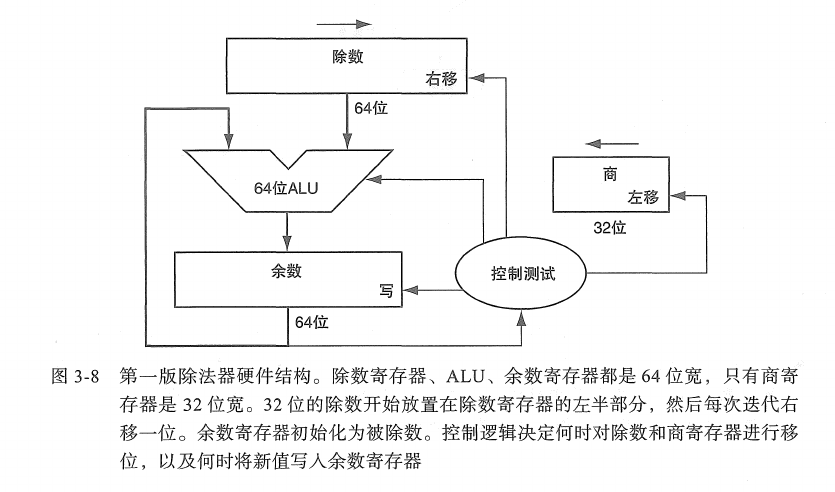 除数
右移
64位
64位ALU
商
左移
32位
余数
写
控制测试
64位
图 3-8 第一版除法器硬件结构。除数寄存器、ALU、余数寄存器都是 64 位宽，只有商寄
存器是 32 位宽。32 位的除数开始放置在除数寄存器的左半部分，然后每次迭代右
移一位。余数寄存器初始化为被除数。控制逻辑决定何时对除数和商寄存器进行移
位，以及何时将新值写入余数寄存器